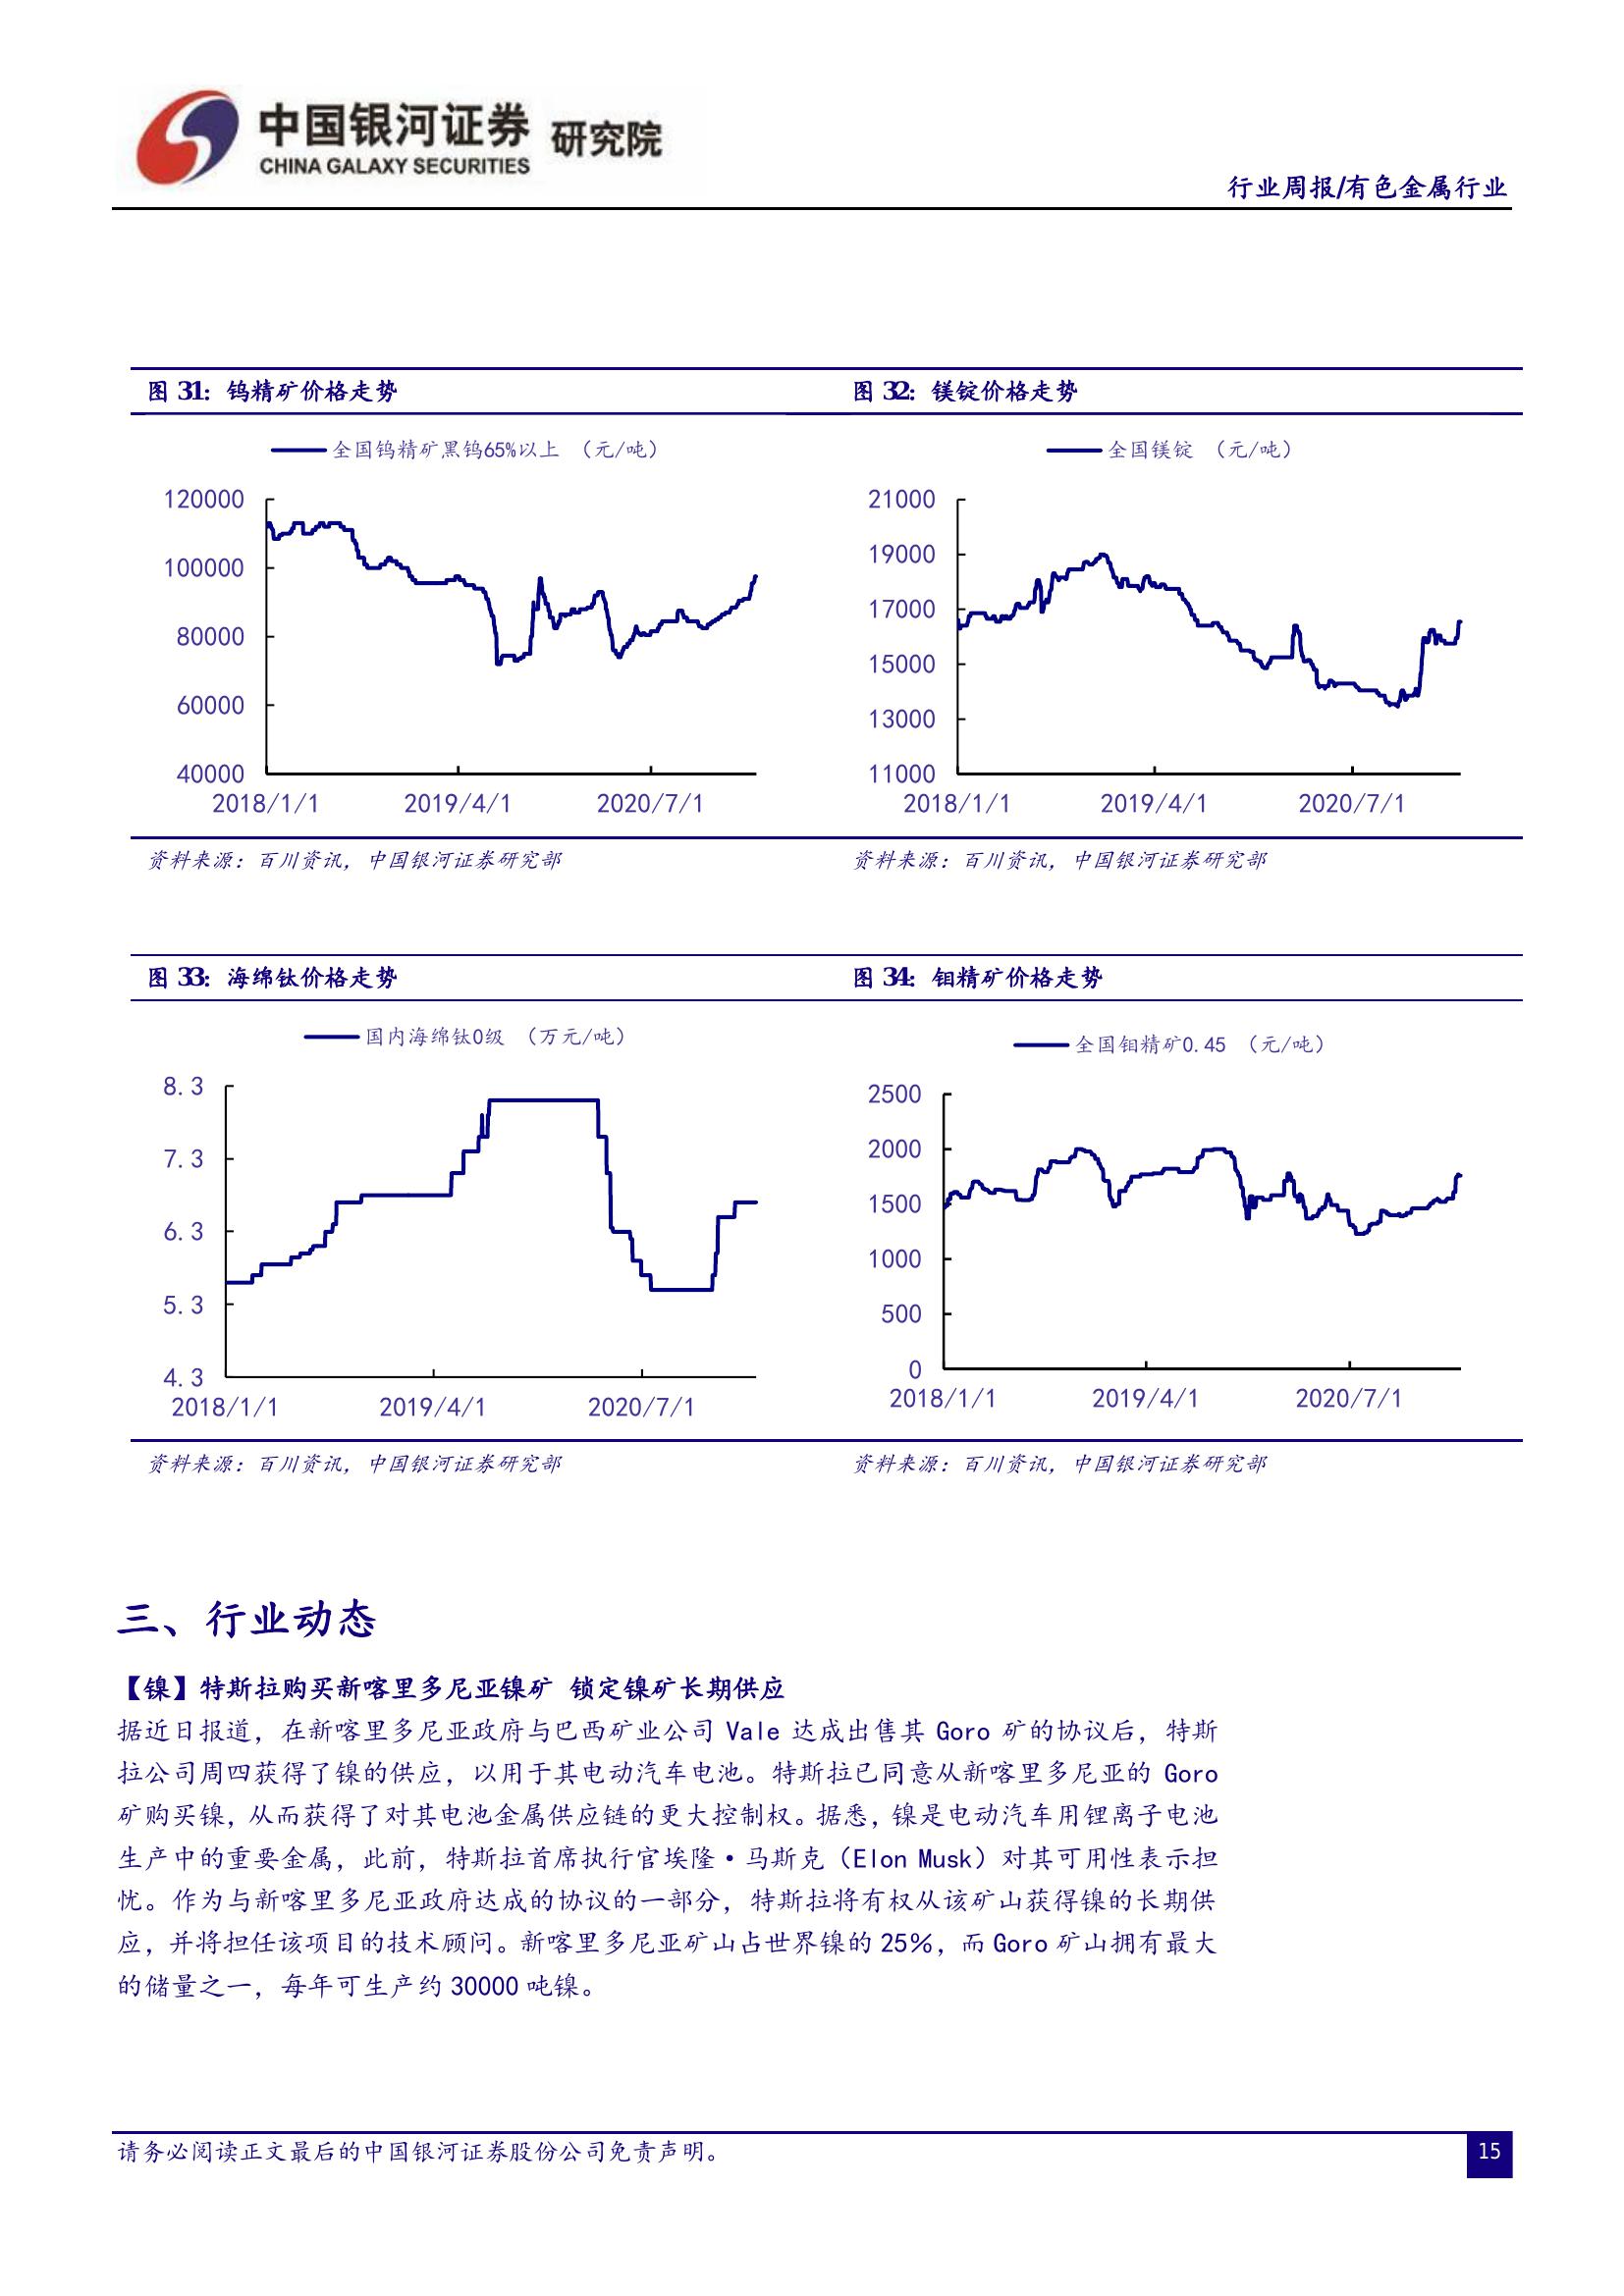 中国银河证券 研究院
CHINA GALAXY SECURITIES
行业周报/有色金属行业
图 31: 钨精矿价格走势
图 32: 镁锭价格走势
全国钨精矿黑钨65%以上 （元/吨）
120000
100000
80000
60000
40000
2018/1/1 2019/4/1 2020/7/1
全国镁锭 （元/吨）
21000
19000
17000
15000
13000
11000
2018/1/1 2019/4/1 2020/7/1
资料来源：百川资讯，中国银河证券研究部
资料来源：百川资讯，中国银河证券研究部
图 33: 海绵钛价格走势
图 34: 钼精矿价格走势
国内海绵钛0级 （万元/吨）
8.3
7.3
6.3
5.3
4.3
2018/1/1 2019/4/1 2020/7/1
全国钼精矿0.45 （元/吨）
2500
2000
1500
1000
500
0
2018/1/1 2019/4/1 2020/7/1
资料来源：百川资讯，中国银河证券研究部
资料来源：百川资讯，中国银河证券研究部
三、行业动态
【镍】特斯拉购买新喀里多尼亚镍矿 锁定镍矿长期供应
据近日报道，在新喀里多尼亚政府与巴西矿业公司 Vale 达成出售其 Goro 矿的协议后，特斯
拉公司周四获得了镍的供应，以用于其电动汽车电池。特斯拉已同意从新喀里多尼亚的 Goro
矿购买镍，从而获得了对其电池金属供应链的更大控制权。据悉，镍是电动汽车用锂离子电池
生产中的重要金属，此前，特斯拉首席执行官埃隆·马斯克（Elon Musk）对其可用性表示担
忧。作为与新喀里多尼亚政府达成的协议的一部分，特斯拉将有权从该矿山获得镍的长期供
应，并将担任该项目的技术顾问。新喀里多尼亚矿山占世界镍的 25%，而 Goro 矿山拥有最大
的储量之一，每年可生产约 30000 吨镍。
请务必阅读正文最后的中国银河证券股份公司免责声明。
15